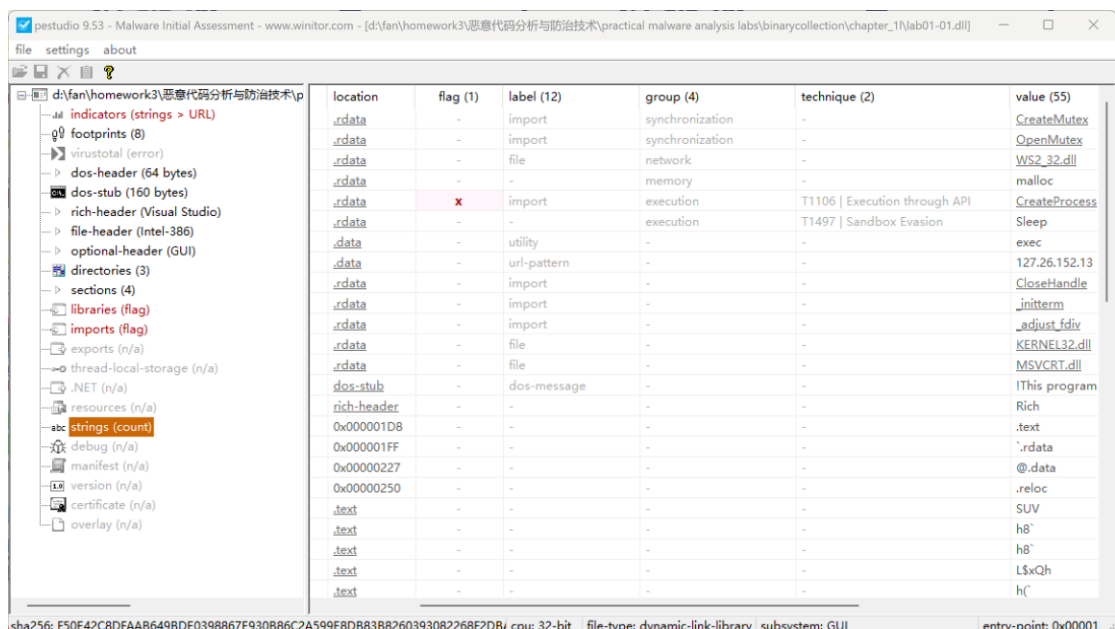 pestudio 9.53 - Malware Initial Assessment - www.winitor.com - [d:\fan\homework3\恶意代码分析与防治技术\practical malware analysis labs\binarycollection\chapter_1l\lab01-01.dll]
file settings about
d:\fan\homework3\恶意代码分析与防治技术\p
indicators (strings > URL)
footprints (8)
virustotal (error)
dos-header (64 bytes)
dos-stub (160 bytes)
rich-header (Visual Studio)
file-header (Intel-386)
optional-header (GUI)
directories (3)
sections (4)
libraries (flag)
imports (flag)
exports (n/a)
thread-local-storage (n/a)
.NET (n/a)
resources (n/a)
abc strings (count)
debug (n/a)
manifest (n/a)
1.0 version (n/a)
certificate (n/a)
overlay (n/a)
location flag (1) label (12) group (4) technique (2) value (55)
.rdata - import synchronization - CreateMutex
.rdata - import synchronization - OpenMutex
.rdata - file network - WS2_32.dll
.rdata - - memory - malloc
.rdata x import execution T1106 | Execution through API CreateProcess
.rdata - - execution T1497 | Sandbox Evasion Sleep
.data - utility - - exec
.data - url-pattern - - 127.26.152.13
.rdata - import - - CloseHandle
.rdata - import - - _initterm
.rdata - import - - _adjust_fdiv
.rdata - file - - KERNEL32.dll
.rdata - file - - MSVCRT.dll
dos-stub - dos-message - - !This program
rich-header - - - - Rich
0x000001D8 - - - - .text
0x000001FF - - - - `.rdata
0x00000227 - - - - @.data
0x00000250 - - - - .reloc
.text - - - - SUV
.text - - - - h8`
.text - - - - h8`
.text - - - - L$xQh
.text - - - - h(`
cpu: 32-bit file-type: dynamic-link-library subsystem: GUI entry-point: 0x00001...